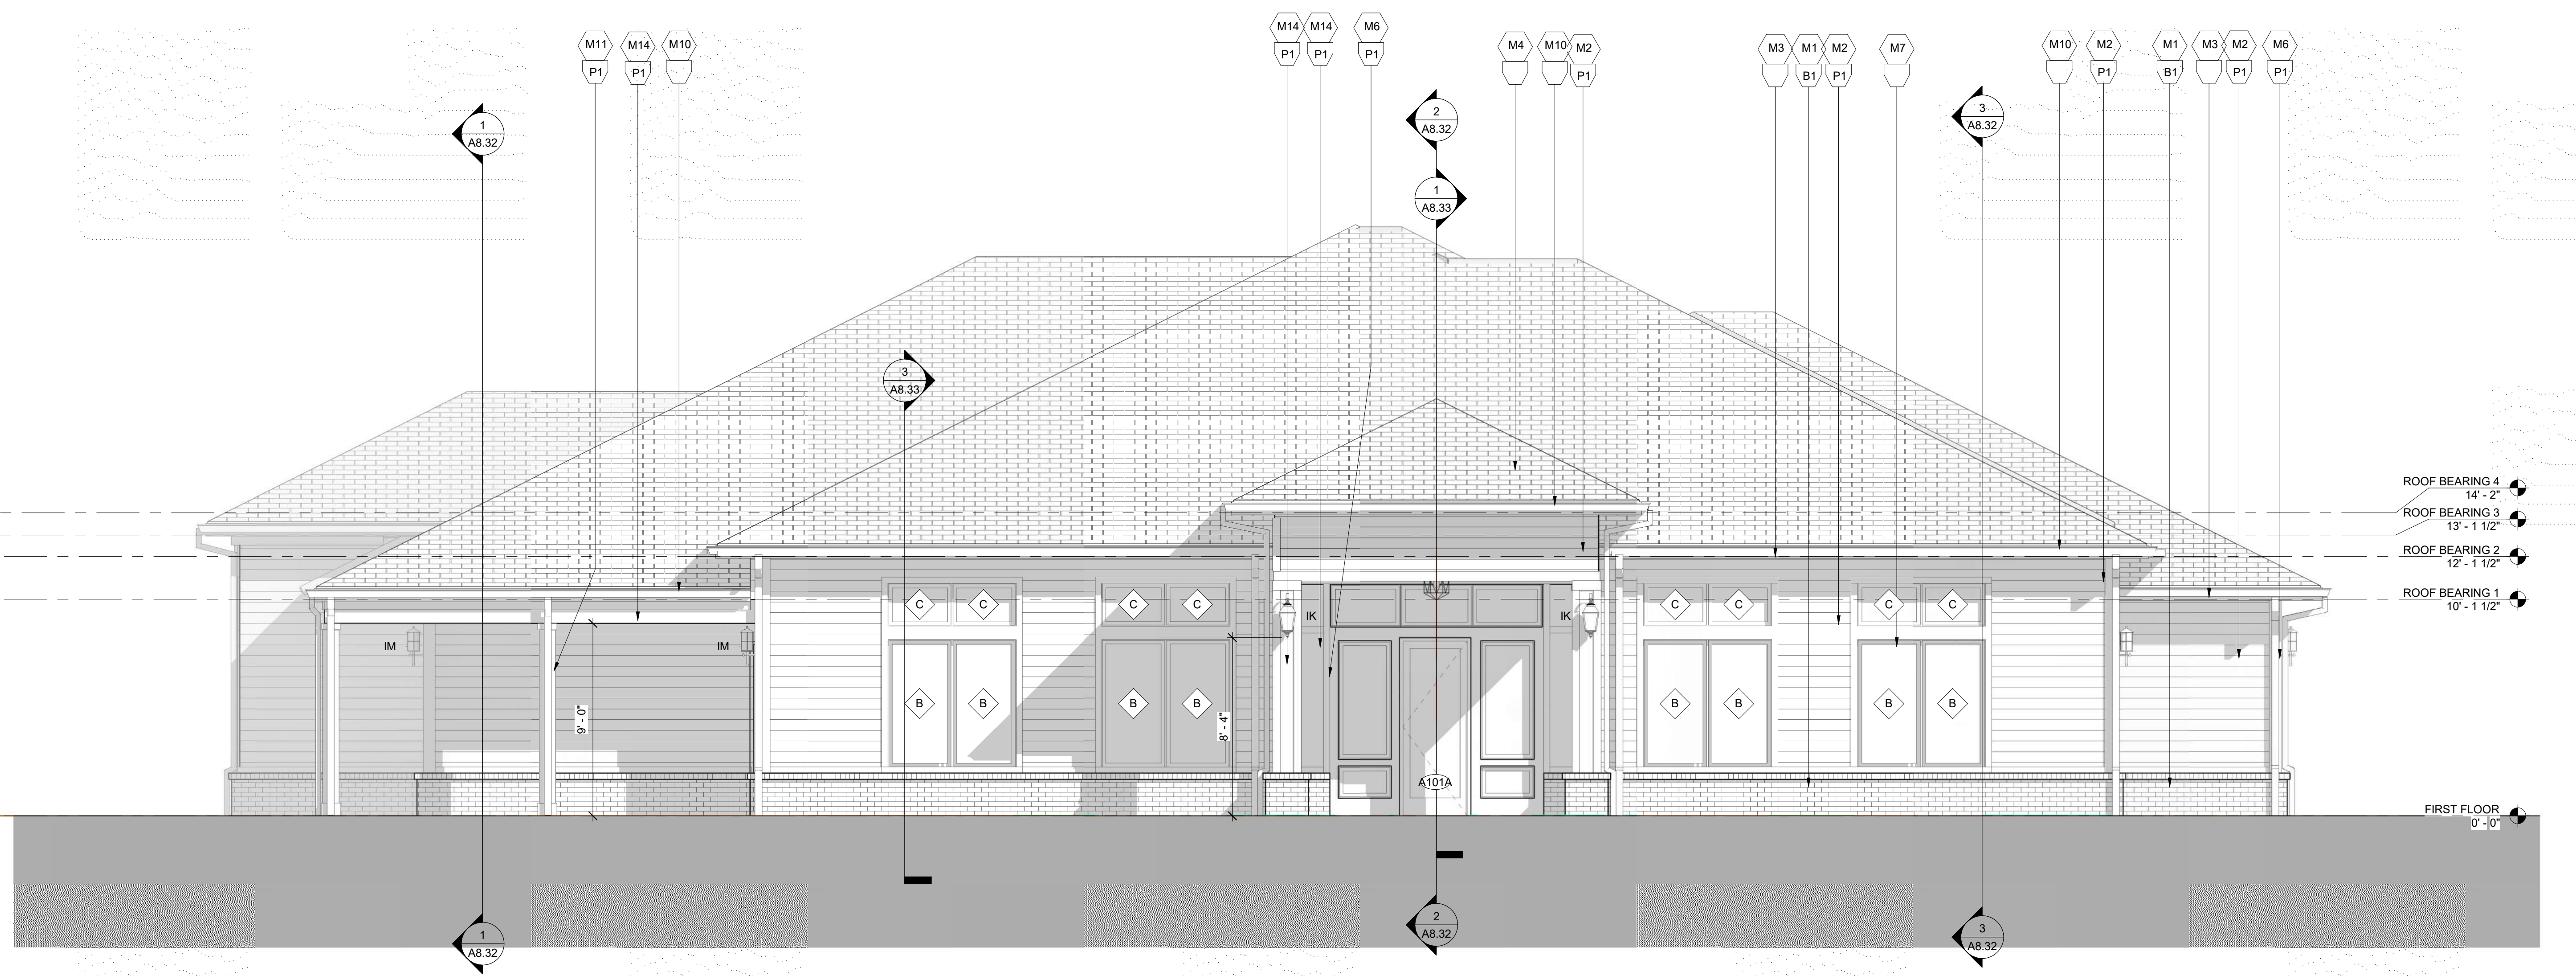 M14 M14 M6
P1 P1 P1
M11 M14 M10
P1 P1
M4 M10 M2
P1
M3 M1 M2 M7
B1 P1
M10 M2 M1 M3 M2 M6
P1 B1 P1 P1
1
A8.32
2
A8.32
3
A8.32
1
A8.33
3
A8.33
ROOF BEARING 4
14' - 2"
ROOF BEARING 3
13' - 1 1/2"
ROOF BEARING 2
12' - 1 1/2"
ROOF BEARING 1
10' - 1 1/2"
C C C C C C C C
IK IK
IM IM
B B B B B B B B
9' - 0"
8' - 4"
A101A
FIRST FLOOR
0' - 0"
1
A8.32
2
A8.32
3
A8.32